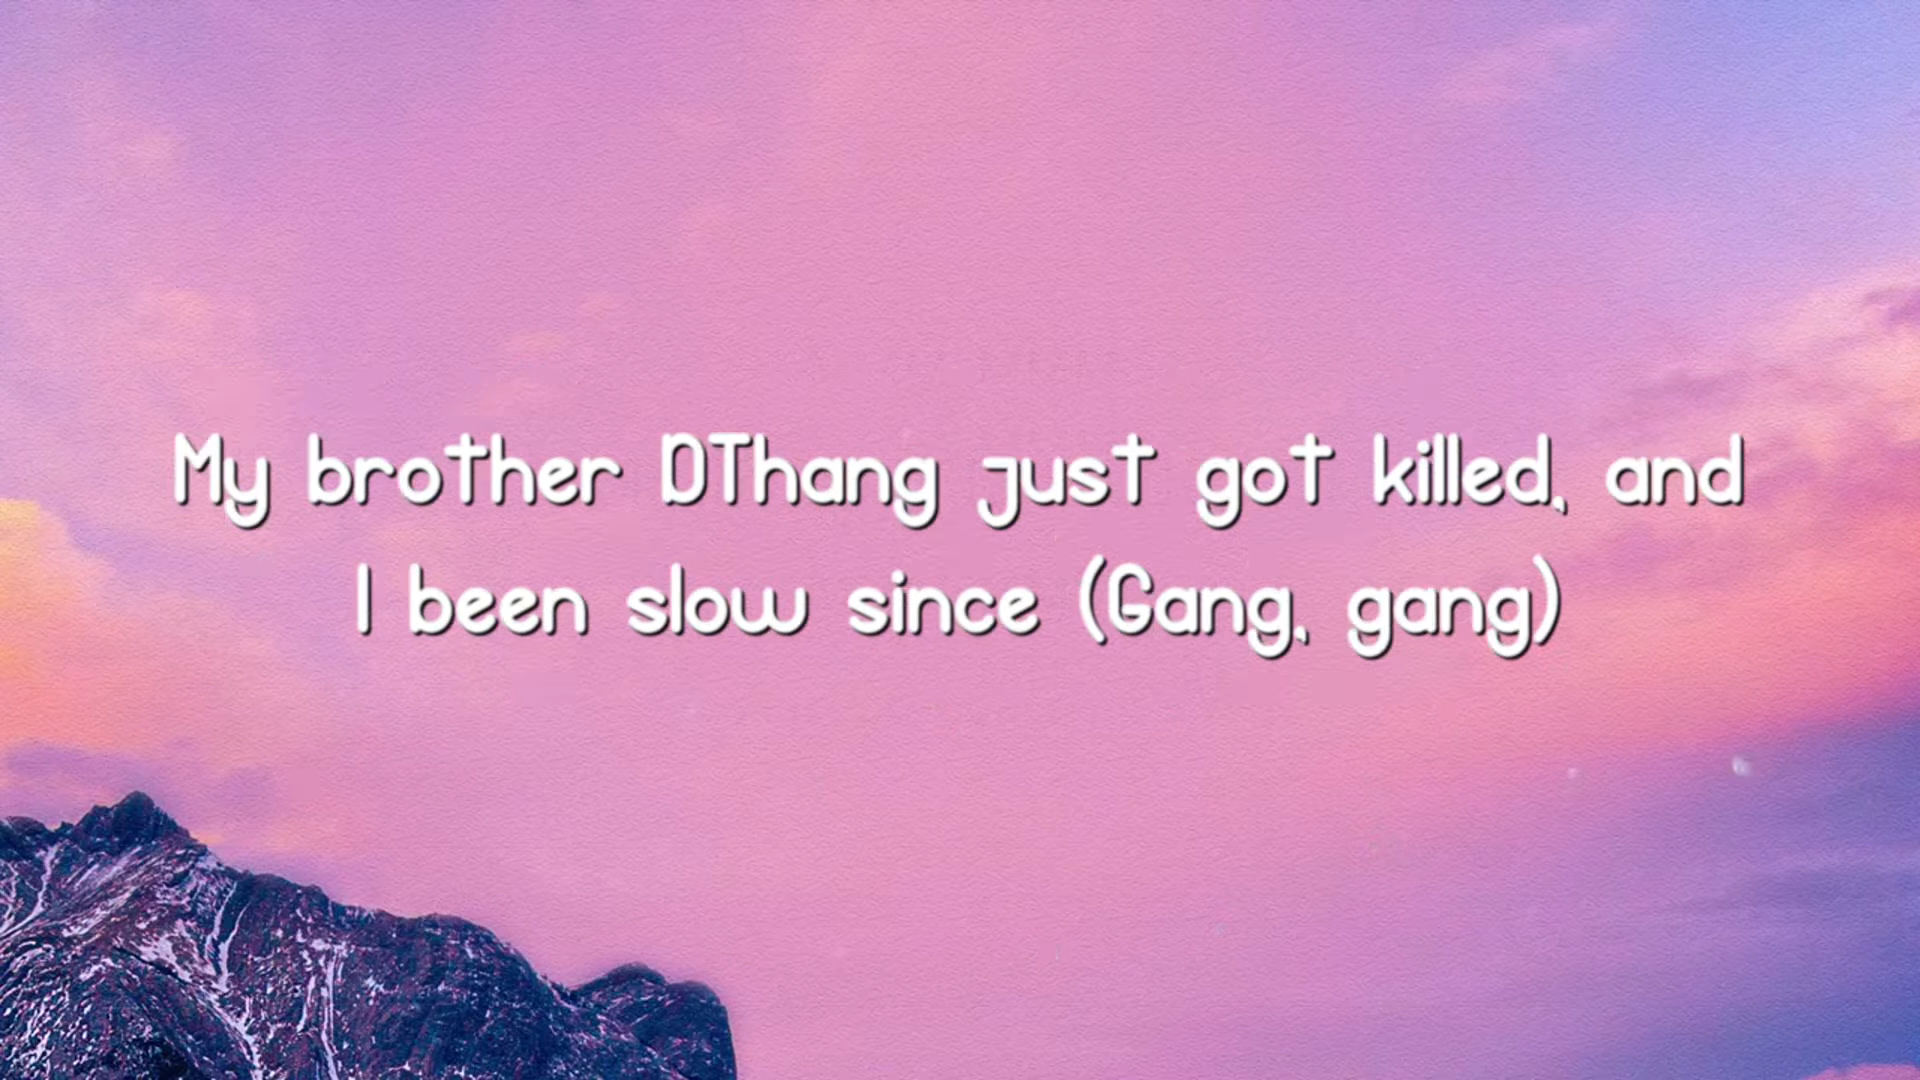 My brother DThang just got killed, and
I been slow since (Gang, gang)